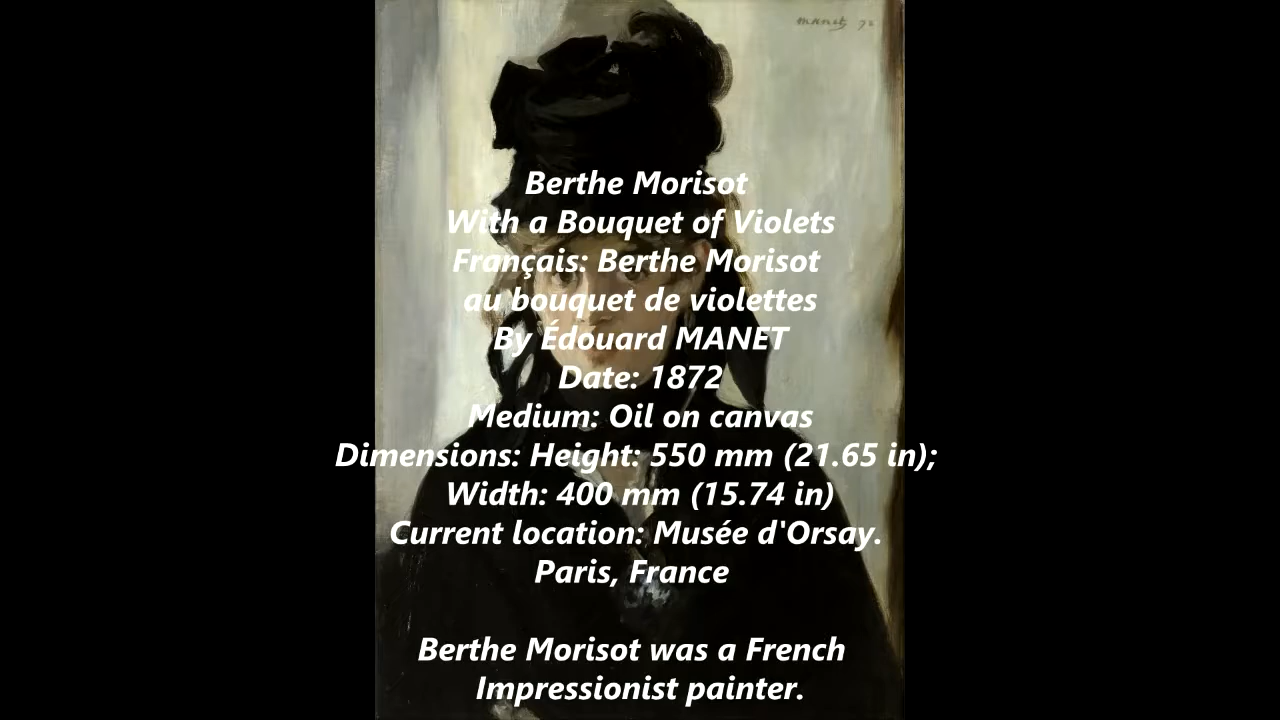 manet 72
Berthe Morisot
With a Bouquet of Violets
Français: Berthe Morisot
au bouquet de violettes
By Édouard MANET
Date: 1872
Medium: Oil on canvas
Dimensions: Height: 550 mm (21.65 in);
Width: 400 mm (15.74 in)
Current location: Musée d'Orsay.
Paris, France
Berthe Morisot was a French
Impressionist painter.